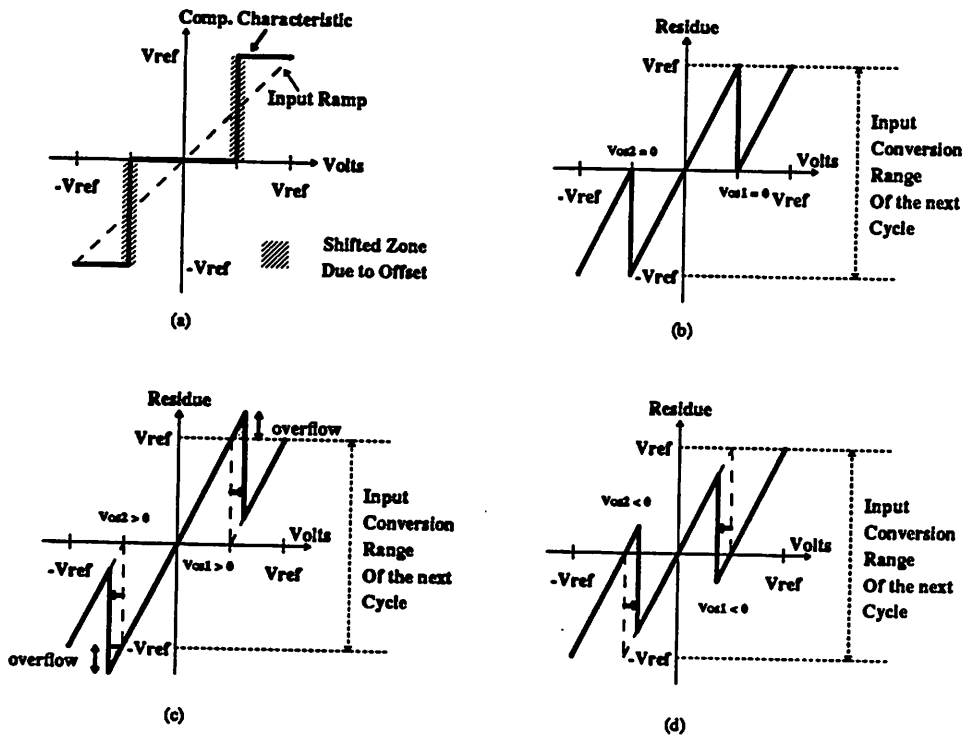 Comp. Characteristic
Vref
Input Ramp
Volts
-Vref
Vref
-Vref
Shifted Zone
Due to Offset
(a)
Residue
Vref
Vos2 = 0
Volts
-Vref
Vos1 = 0
Vref
-Vref
Input
Conversion
Range
Of the next
Cycle
(b)
Residue
overflow
Vref
Vos2 > 0
Volts
-Vref
Vos1 > 0
Vref
-Vref
overflow
Input
Conversion
Range
Of the next
Cycle
(c)
Residue
Vref
Vos2 < 0
Volts
-Vref
Vref
Vos1 < 0
-Vref
Input
Conversion
Range
Of the next
Cycle
(d)